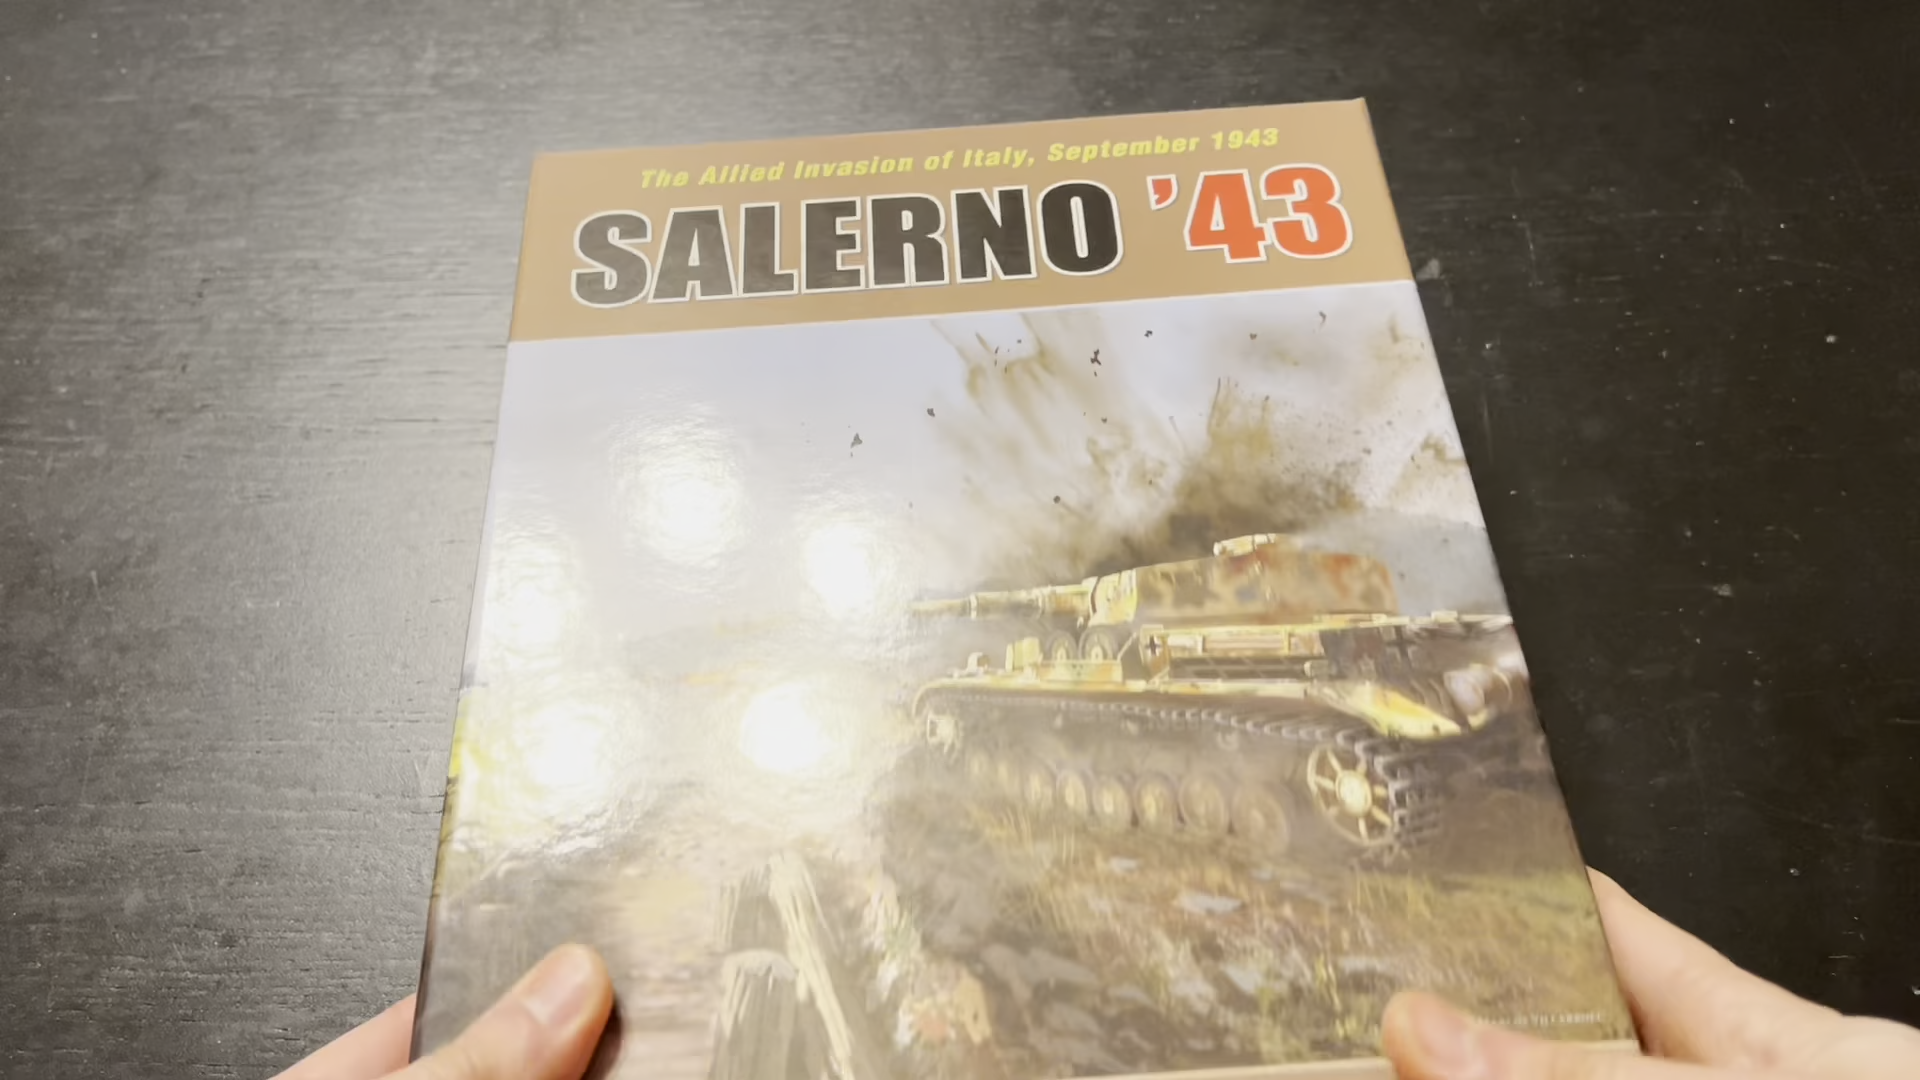 The Allied Invasion of Italy, September 1943
SALERNO '43